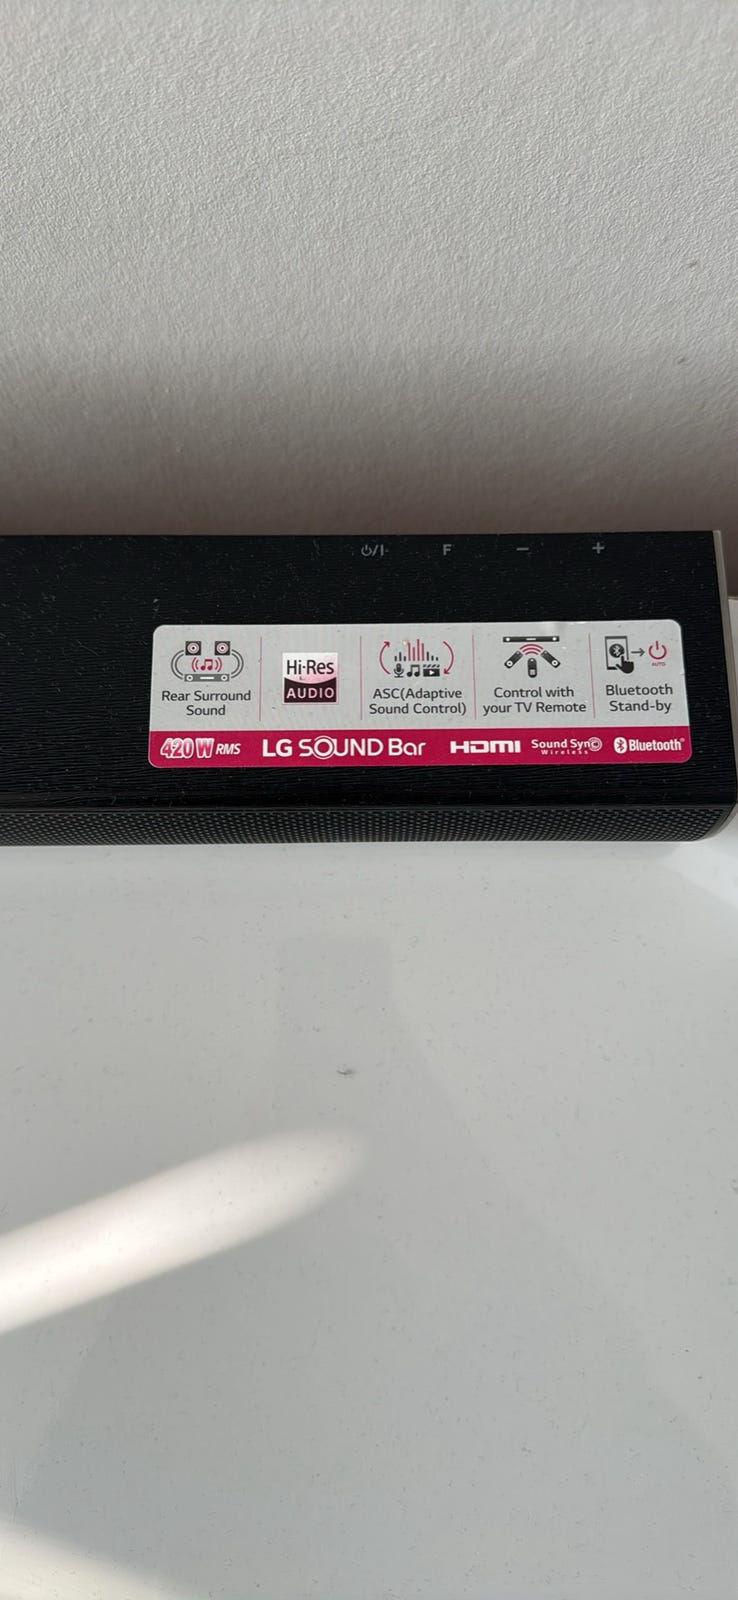 ⏻/I F − +
Rear Surround
Sound
Hi-Res
AUDIO
ASC(Adaptive
Sound Control)
Control with
your TV Remote
AUTO
Bluetooth
Stand-by
420 W RMS LG SOUND Bar HDMI Sound Sync Wireless Bluetooth®